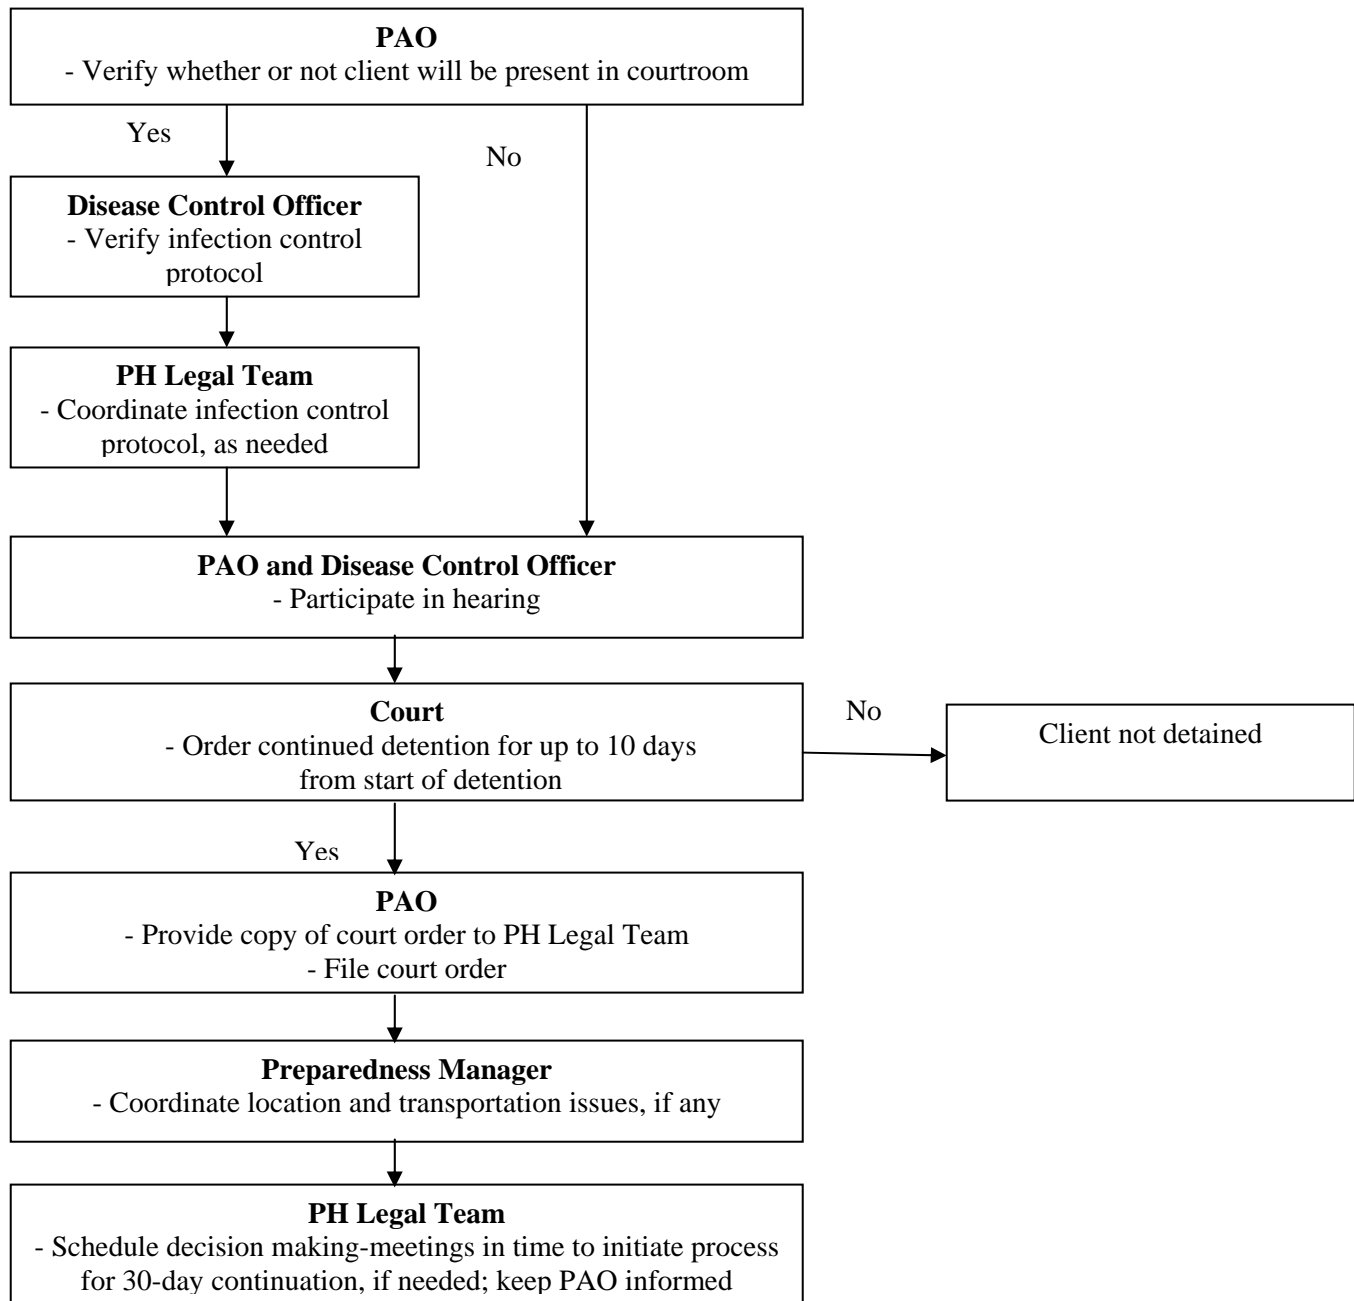 PAO
- Verify whether or not client will be present in courtroom
Yes
No
Disease Control Officer
- Verify infection control
protocol
PH Legal Team
- Coordinate infection control
protocol, as needed
PAO and Disease Control Officer
- Participate in hearing
Court
- Order continued detention for up to 10 days
from start of detention
No
Client not detained
Yes
PAO
- Provide copy of court order to PH Legal Team
- File court order
Preparedness Manager
- Coordinate location and transportation issues, if any
PH Legal Team
- Schedule decision making-meetings in time to initiate process
for 30-day continuation, if needed; keep PAO informed